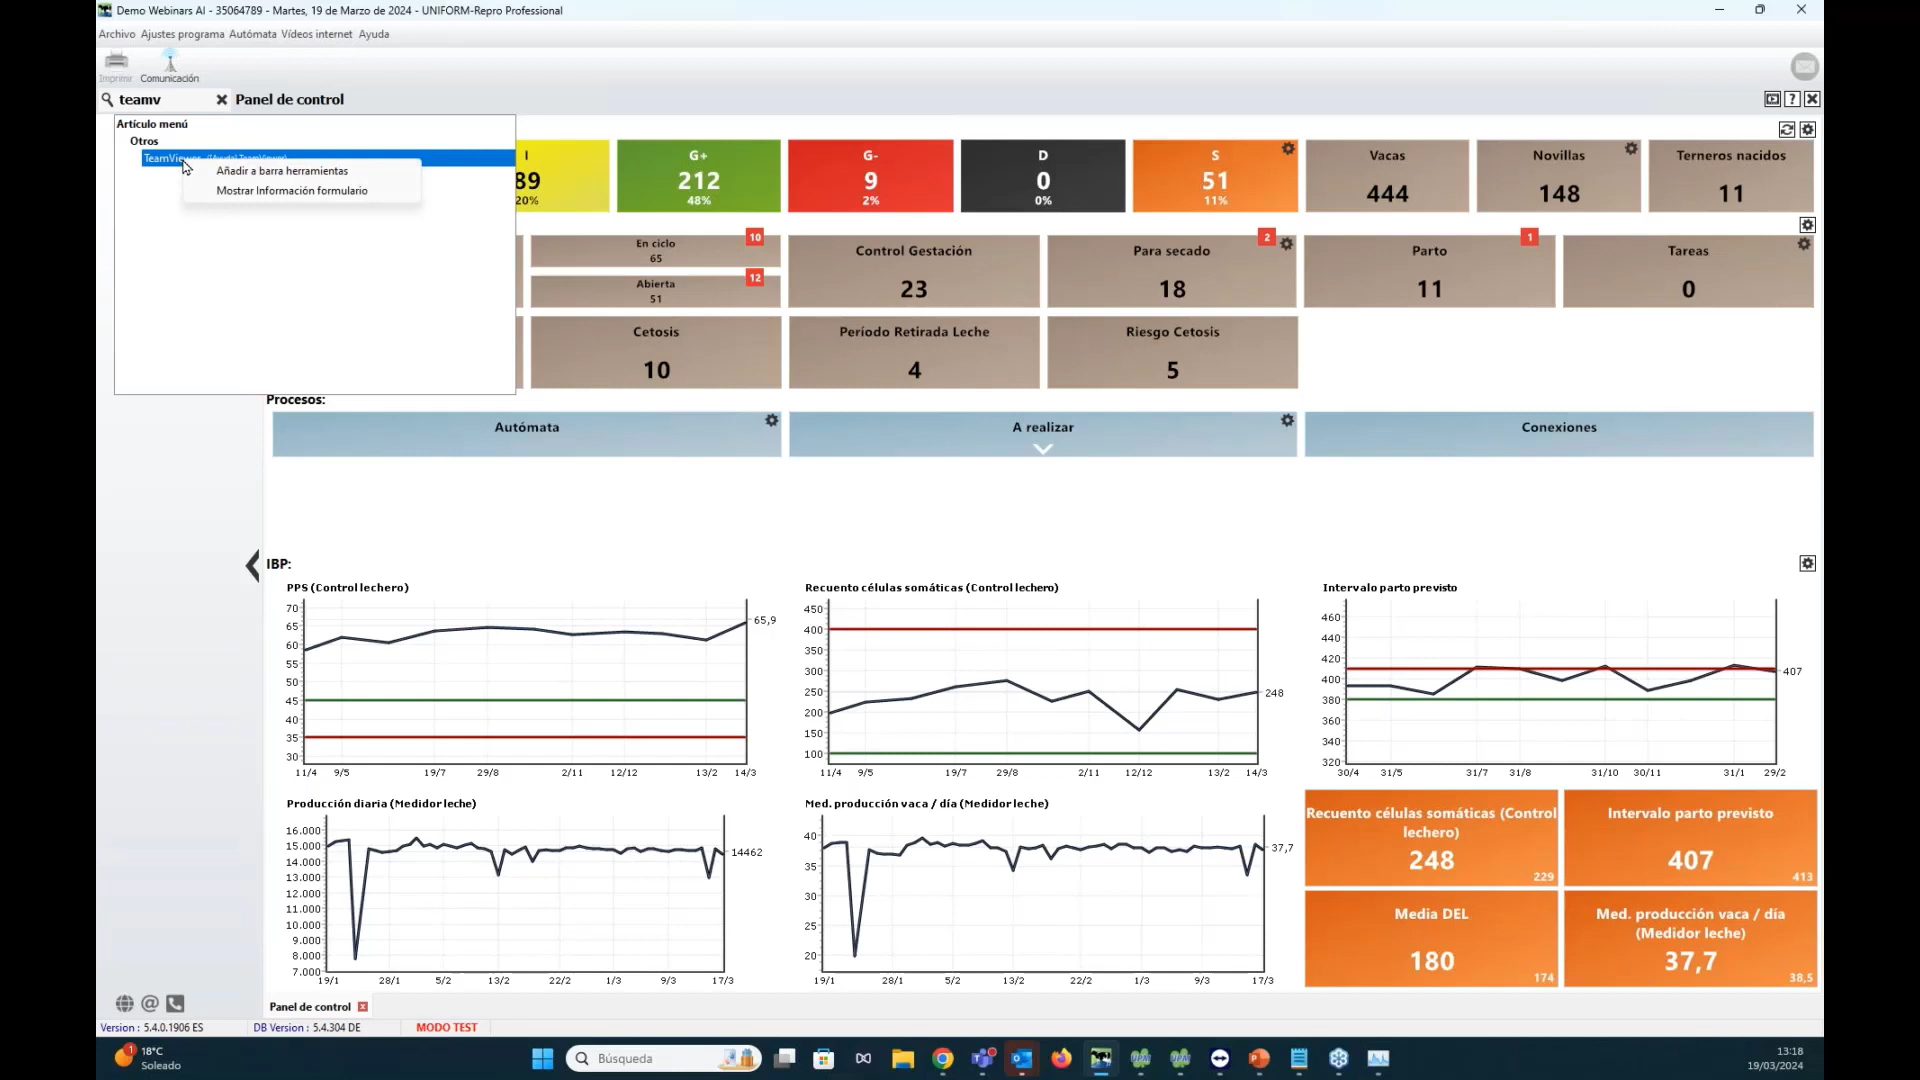 Demo Webinars AI - 35064789 - Martes, 19 de Marzo de 2024 - UNIFORM-Repro Professional
Archivo Ajustes programa Autómata Vídeos internet Ayuda
Imprimir Comunicación
teamv Panel de control
Artículo menú
Otros
TeamViewer ([Ayuda] TeamViewer)
Añadir a barra herramientas
Mostrar Información formulario
I
89
20%
G+
212
48%
G-
9
2%
D
0
0%
S
51
11%
Vacas
444
Novillas
148
Terneros nacidos
11
En ciclo
65
10
Abierta
51
12
Control Gestación
23
Para secado
18
2
Parto
11
1
Tareas
0
Cetosis
10
Período Retirada Leche
4
Riesgo Cetosis
5
Procesos:
Autómata
A realizar
Conexiones
IBP:
PPS (Control lechero)
70
65
60
55
50
45
40
35
30
65,9
11/4 9/5 19/7 29/8 2/11 12/12 13/2 14/3
Recuento células somáticas (Control lechero)
450
400
350
300
250
200
150
100
248
11/4 9/5 19/7 29/8 2/11 12/12 13/2 14/3
Intervalo parto previsto
460
440
420
400
380
360
340
320
407
30/4 31/5 31/7 31/8 31/10 30/11 31/1 29/2
Producción diaria (Medidor leche)
16.000
15.000
14.000
13.000
12.000
11.000
10.000
9.000
8.000
7.000
14462
19/1 28/1 5/2 13/2 22/2 1/3 9/3 17/3
Med. producción vaca / día (Medidor leche)
40
35
30
25
20
37,7
19/1 28/1 5/2 13/2 22/2 1/3 9/3 17/3
Recuento células somáticas (Control
lechero)
248
229
Intervalo parto previsto
407
413
Media DEL
180
174
Med. producción vaca / día
(Medidor leche)
37,7
38,5
Panel de control
Version : 5.4.0.1906 ES DB Version : 5.4.304 DE MODO TEST
1
18°C
Soleado
Búsqueda
13:18
19/03/2024